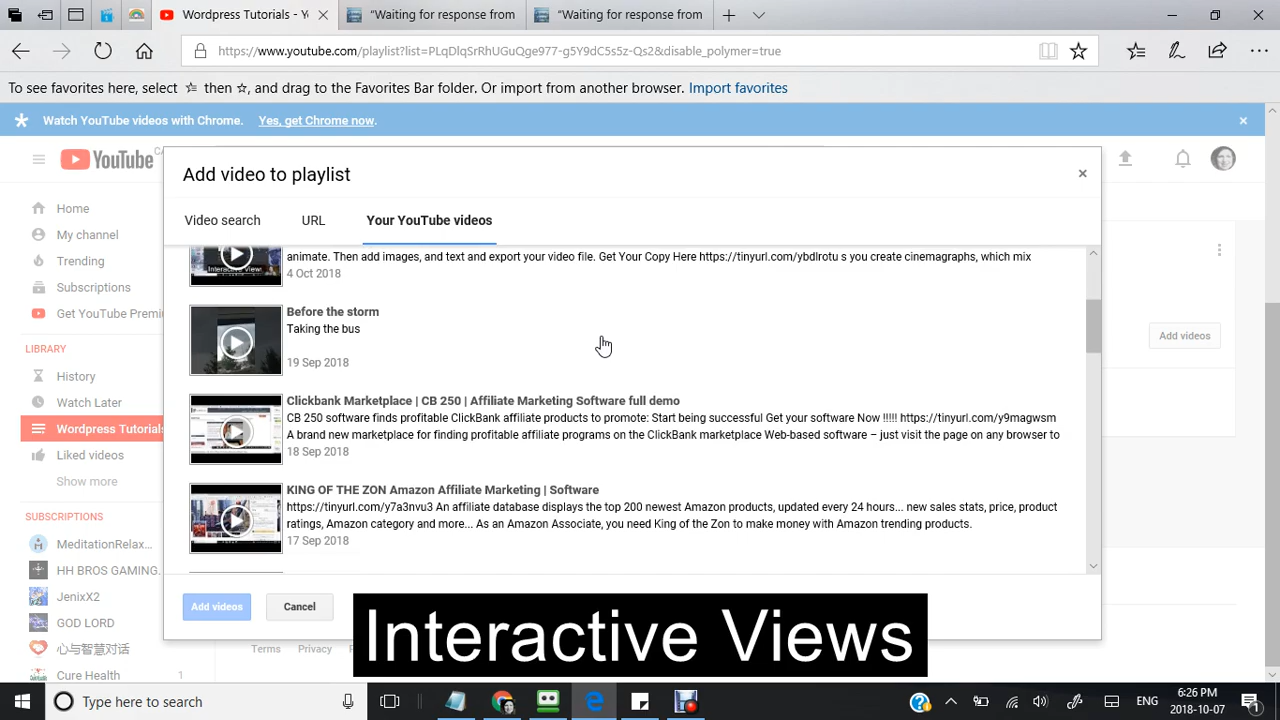 Wordpress Tutorials - Yo
"Waiting for response from
"Waiting for response from
https://www.youtube.com/playlist?list=PLqDlqSrRhUGuQge977-g5Y9dC5s5z-Qs2&disable_polymer=true
To see favorites here, select ☆ then ☆, and drag to the Favorites Bar folder. Or import from another browser. Import favorites
Watch YouTube videos with Chrome. Yes, get Chrome now.
YouTube
Add video to playlist
Video search URL Your YouTube videos
Home
My channel
Trending
Subscriptions
Get YouTube Premi
LIBRARY
History
Watch Later
Wordpress Tutorials
Liked videos
Show more
SUBSCRIPTIONS
MeditationRelax...
HH BROS GAMING.
JenixX2
GOD LORD
心与智慧对话
Cure Health 1
Interactive Views
animate. Then add images, and text and export your video file. Get Your Copy Here https://tinyurl.com/ybdlrotu s you create cinemagraphs, which mix
4 Oct 2018
Before the storm
Taking the bus
19 Sep 2018
Clickbank Marketplace | CB 250 | Affiliate Marketing Software full demo
CB 250 software finds profitable ClickBank affiliate products to promote: Start being successful Get your software Now !!!!! https://tinyurl.com/y9magwsm
A brand new marketplace for finding profitable affiliate programs on the ClickBank marketplace Web-based software – just visit the page on any browser to
18 Sep 2018
KING OF THE ZON Amazon Affiliate Marketing | Software
https://tinyurl.com/y7a3nvu3 An affiliate database displays the top 200 newest Amazon products, updated every 24 hours... new sales stats, price, product
ratings, Amazon category and more... As an Amazon Associate, you need King of the Zon to make money with Amazon trending products.
17 Sep 2018
Add videos
Add videos Cancel
Terms Privacy
Interactive Views
Type here to search
ENG
6:26 PM
2018-10-07